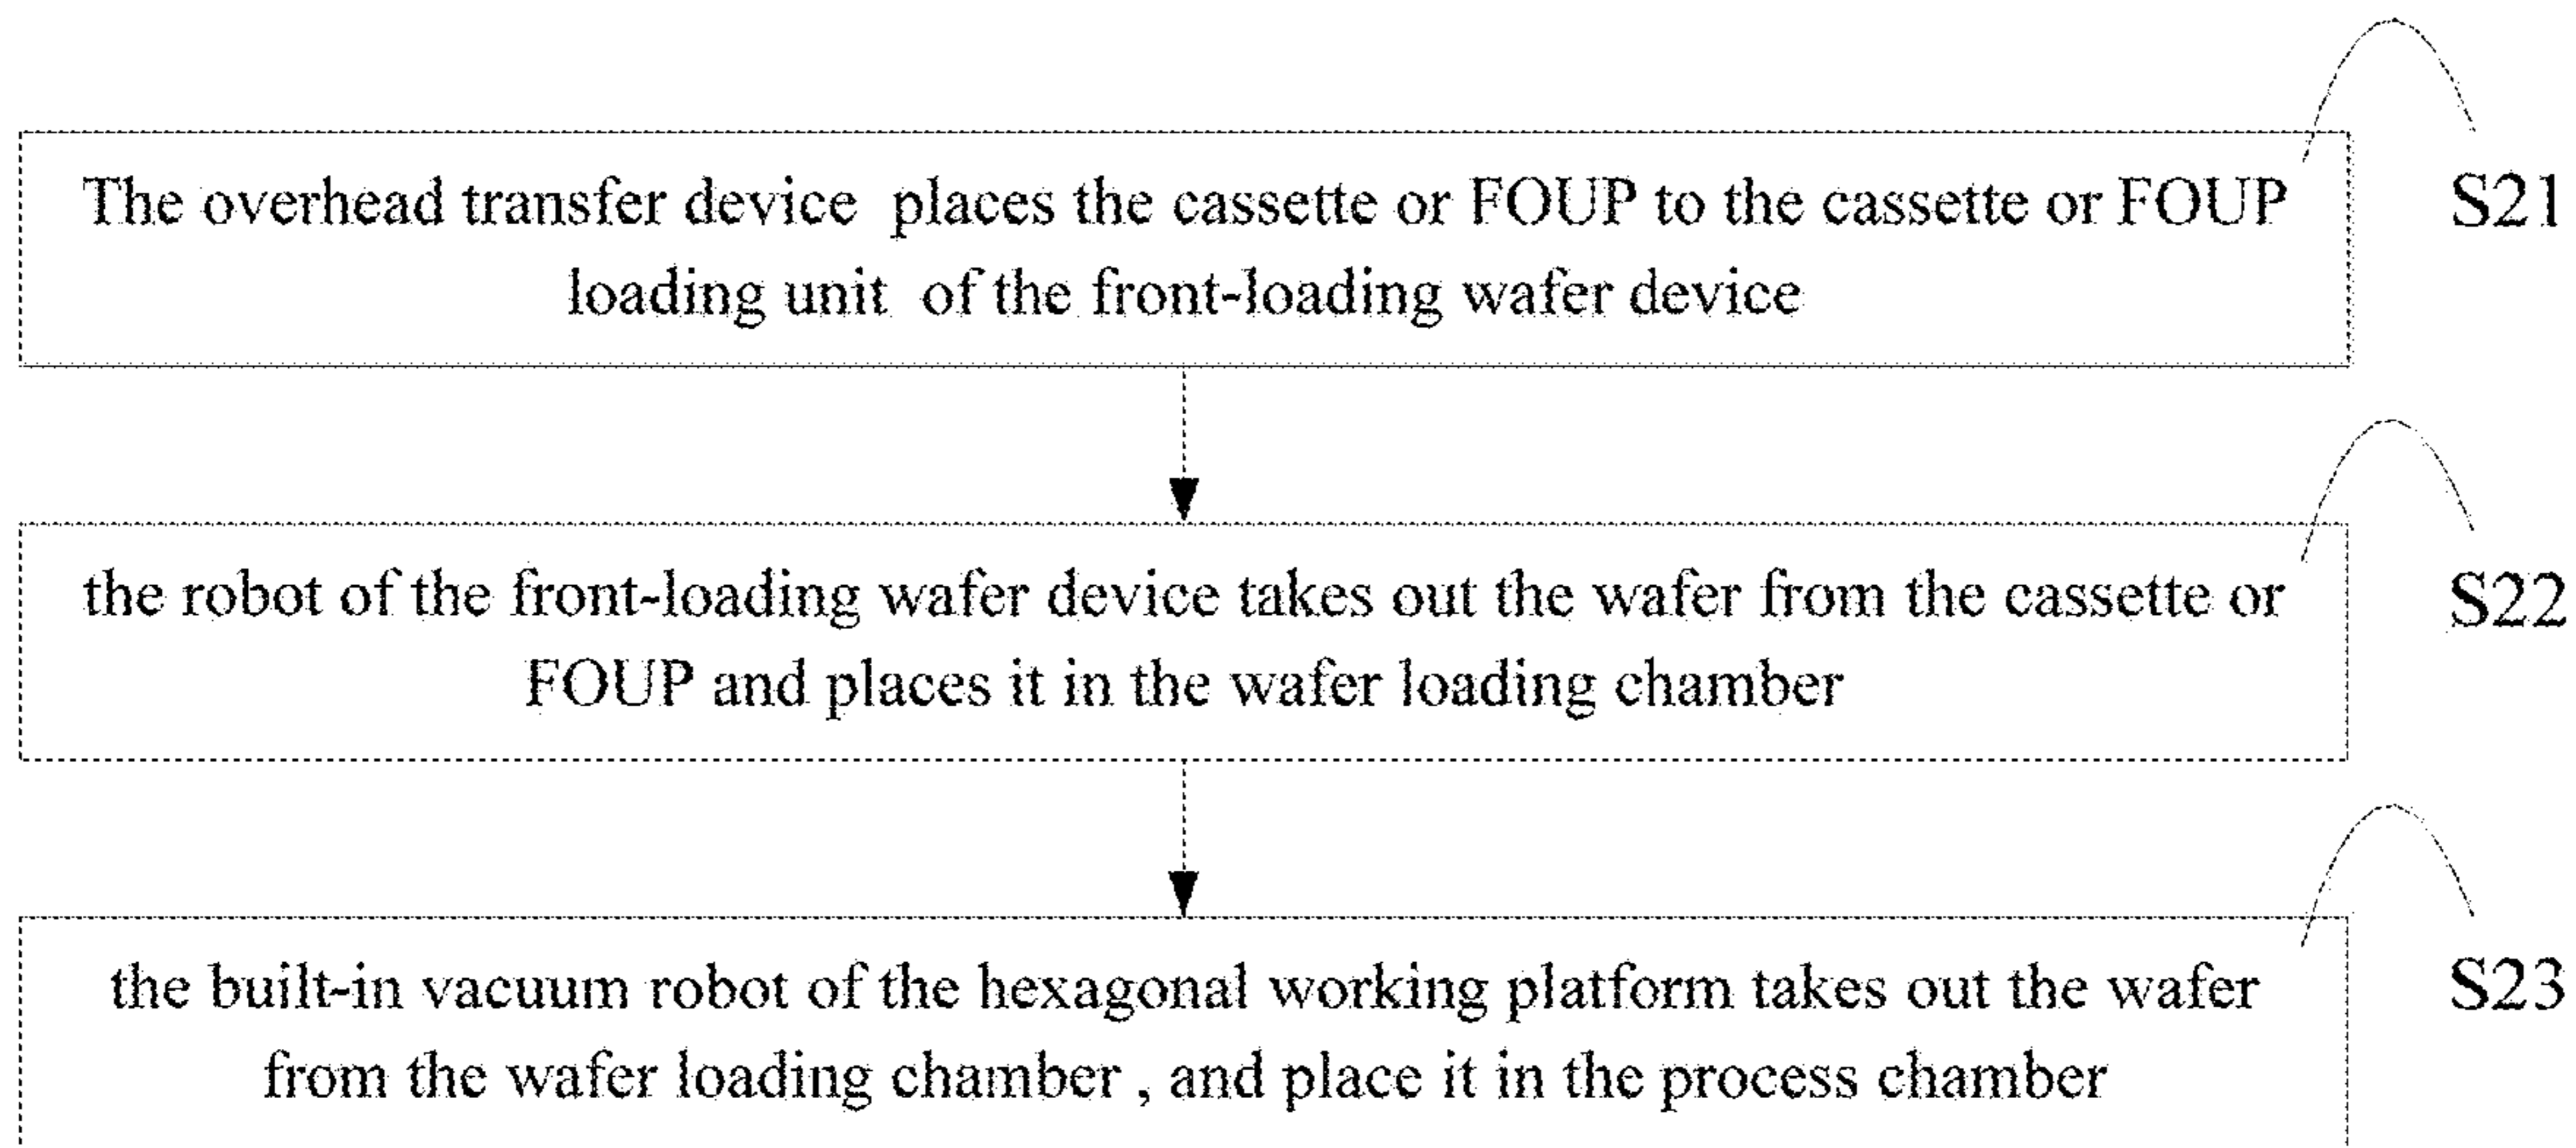 The overhead transfer device places the cassette or FOUP to the cassette or FOUP
loading unit of the front-loading wafer device
S21
the robot of the front-loading wafer device takes out the wafer from the cassette or
FOUP and places it in the wafer loading chamber
S22
the built-in vacuum robot of the hexagonal working platform takes out the wafer
from the wafer loading chamber , and place it in the process chamber
S23